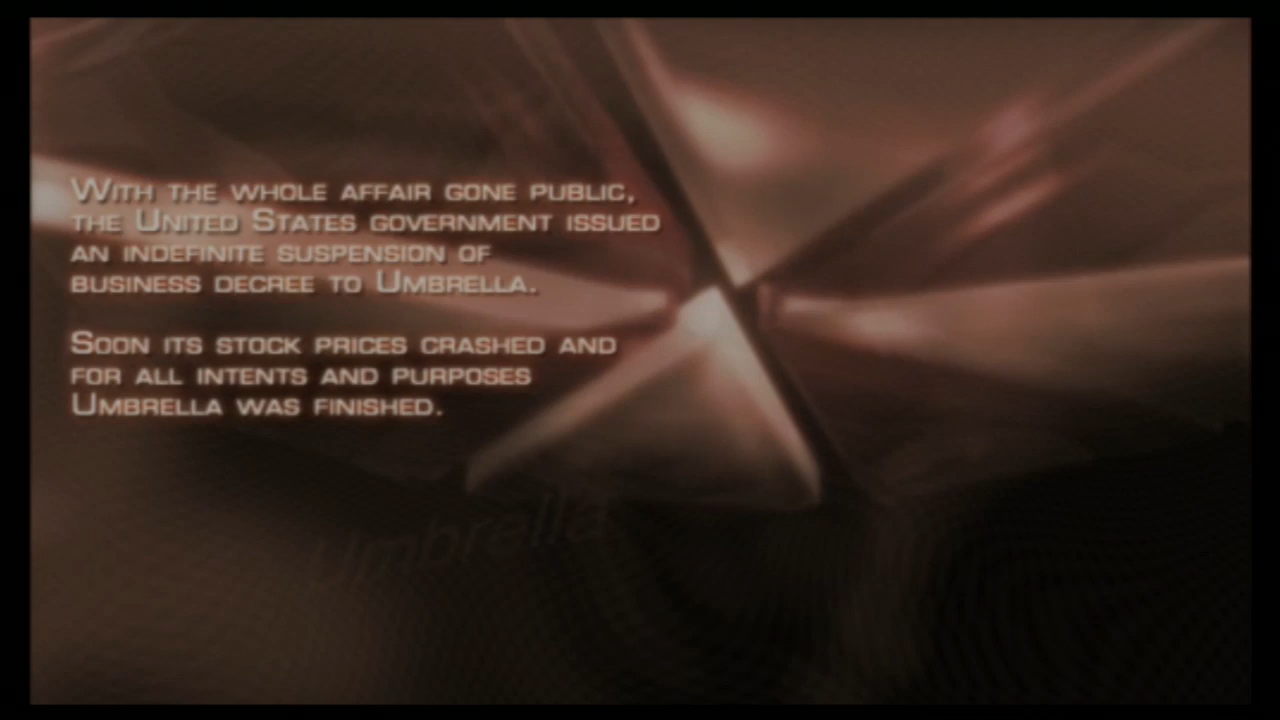 With the whole affair gone public,
the United States government issued
an indefinite suspension of
business decree to Umbrella.
Soon its stock prices crashed and
for all intents and purposes
Umbrella was finished.
Umbrella